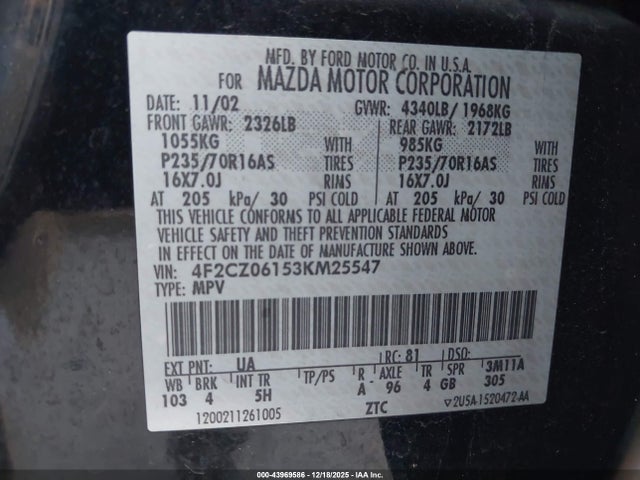 MFD. BY FORD MOTOR CO. IN U.S.A.
FOR MAZDA MOTOR CORPORATION
DATE: 11/02 GVWR: 4340LB/ 1968KG
FRONT GAWR: 2326LB REAR GAWR: 2172LB
1055KG WITH 985KG WITH
P235/70R16AS TIRES P235/70R16AS TIRES
16X7.0J RIMS 16X7.0J RIMS
AT 205 kPa/ 30 PSI COLD AT 205 kPa/ 30 PSI COLD
THIS VEHICLE CONFORMS TO ALL APPLICABLE FEDERAL MOTOR
VEHICLE SAFETY AND THEFT PREVENTION STANDARDS
IN EFFECT ON THE DATE OF MANUFACTURE SHOWN ABOVE.
VIN: 4F2CZ06153KM25547
TYPE: MPV
EXT PNT: UA RC: 81 DSO:
WB BRK INT TR TP/PS R AXLE TR SPR 3M11A
103 4 5H A- 96 4 GB 305
1200211261005 ZTC ▽2U5A-1520472-AA
000-43969586 - 12/18/2025 - IAA Inc.